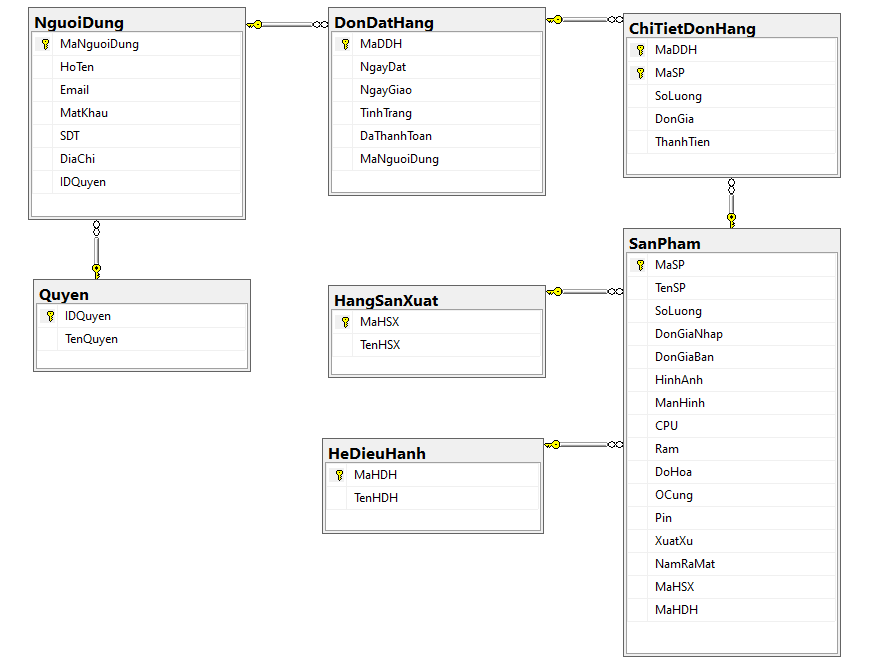 NguoiDung
MaNguoiDung
HoTen
Email
MatKhau
SDT
DiaChi
IDQuyen
DonDatHang
MaDDH
NgayDat
NgayGiao
TinhTrang
DaThanhToan
MaNguoiDung
ChiTietDonHang
MaDDH
MaSP
SoLuong
DonGia
ThanhTien
Quyen
IDQuyen
TenQuyen
HangSanXuat
MaHSX
TenHSX
HeDieuHanh
MaHDH
TenHDH
SanPham
MaSP
TenSP
SoLuong
DonGiaNhap
DonGiaBan
HinhAnh
ManHinh
CPU
Ram
DoHoa
OCung
Pin
XuatXu
NamRaMat
MaHSX
MaHDH